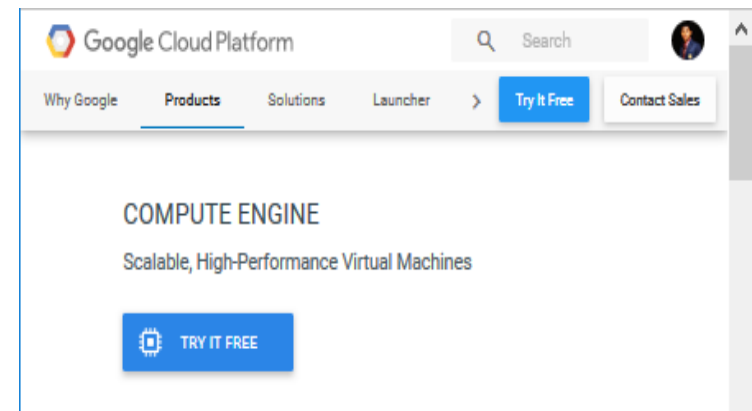 Google Cloud Platform
Search
Why Google Products Solutions Launcher > Try It Free Contact Sales
COMPUTE ENGINE
Scalable, High-Performance Virtual Machines
TRY IT FREE